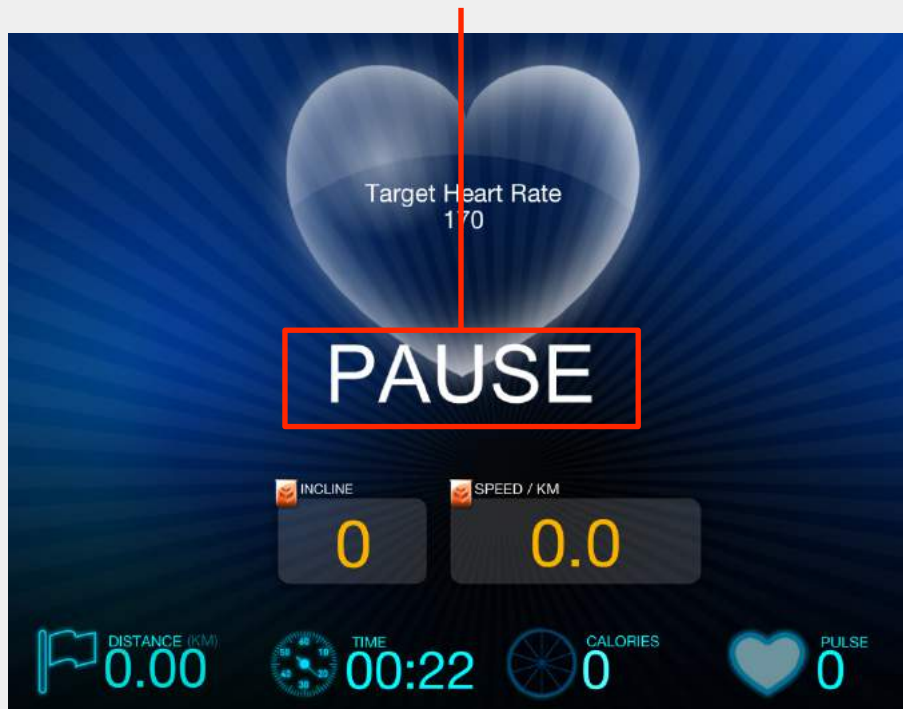 Target Heart Rate
170
PAUSE
INCLINE
SPEED / KM
0
0.0
DISTANCE (KM)
0.00
TIME
00:22
CALORIES
0
PULSE
0